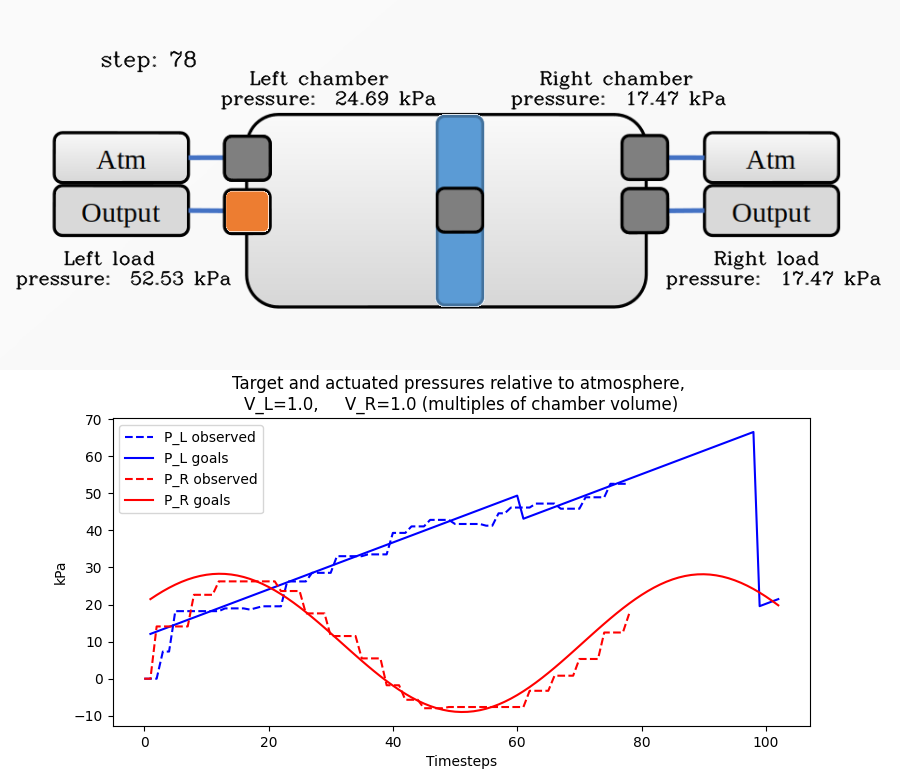 step: 78
Left chamber
pressure: 24.69 kPa
Right chamber
pressure: 17.47 kPa
Atm
Output
Atm
Output
Left load
pressure: 52.53 kPa
Right load
pressure: 17.47 kPa
Target and actuated pressures relative to atmosphere,
V_L=1.0, V_R=1.0 (multiples of chamber volume)
P_L observed
P_L goals
P_R observed
P_R goals
kPa
70
60
50
40
30
20
10
0
−10
0 20 40 60 80 100
Timesteps